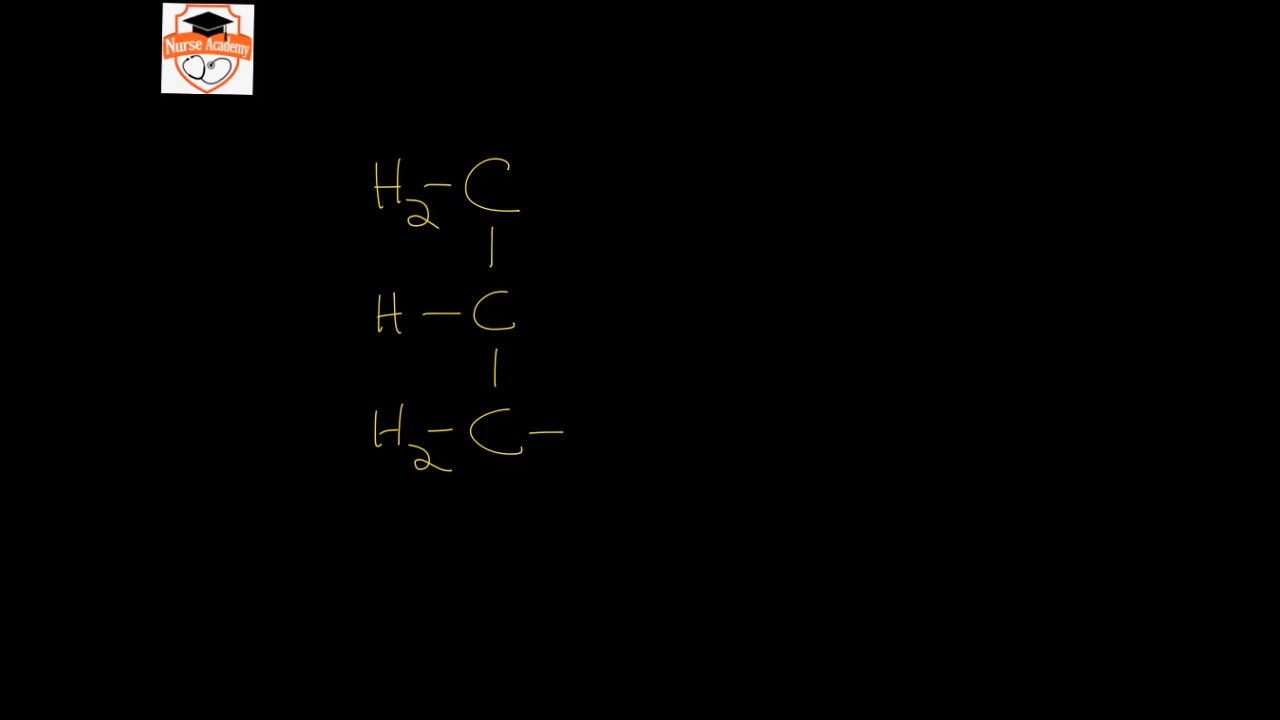 Nurse Academy
H₂-C
|
H-C
|
H₂-C-